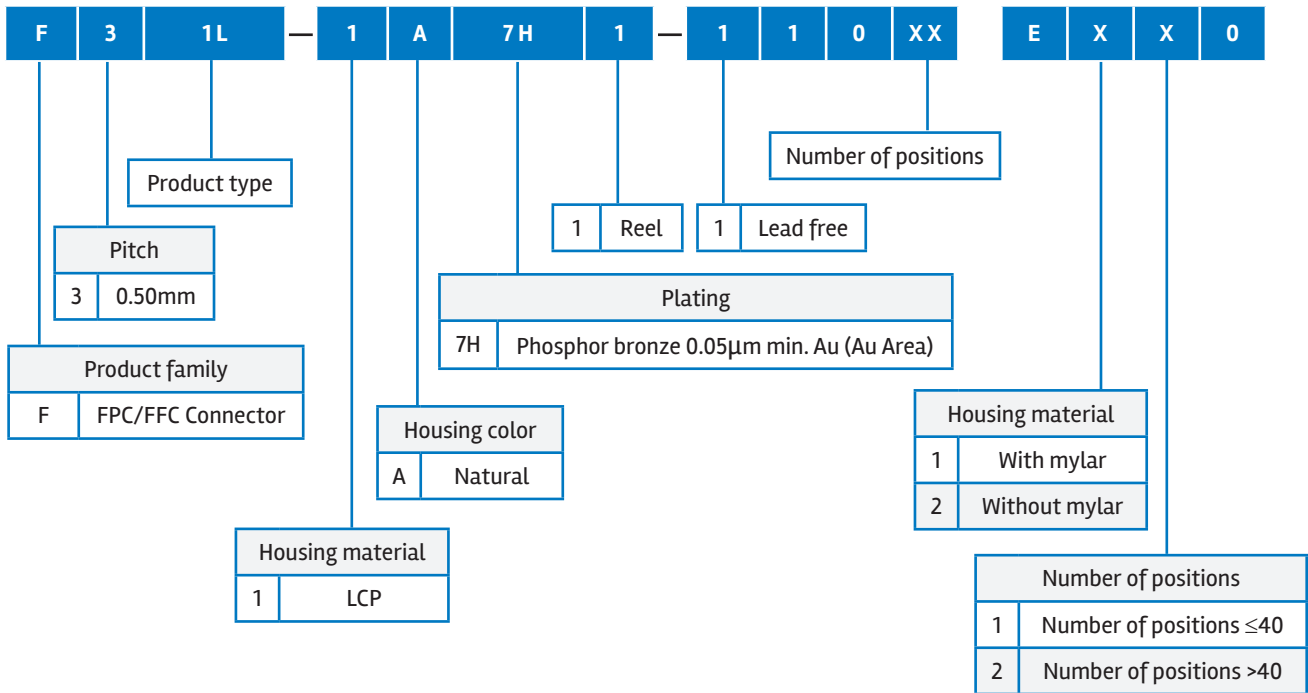 F 3 1L — 1 A 7H 1 — 1 1 0 XX E X X 0
Number of positions
Product type
1 Reel
1 Lead free
Pitch
3 0.50mm
Plating
7H Phosphor bronze 0.05µm min. Au (Au Area)
Product family
F FPC/FFC Connector
Housing color
A Natural
Housing material
1 With mylar
2 Without mylar
Housing material
1 LCP
Number of positions
1 Number of positions ≤40
2 Number of positions >40